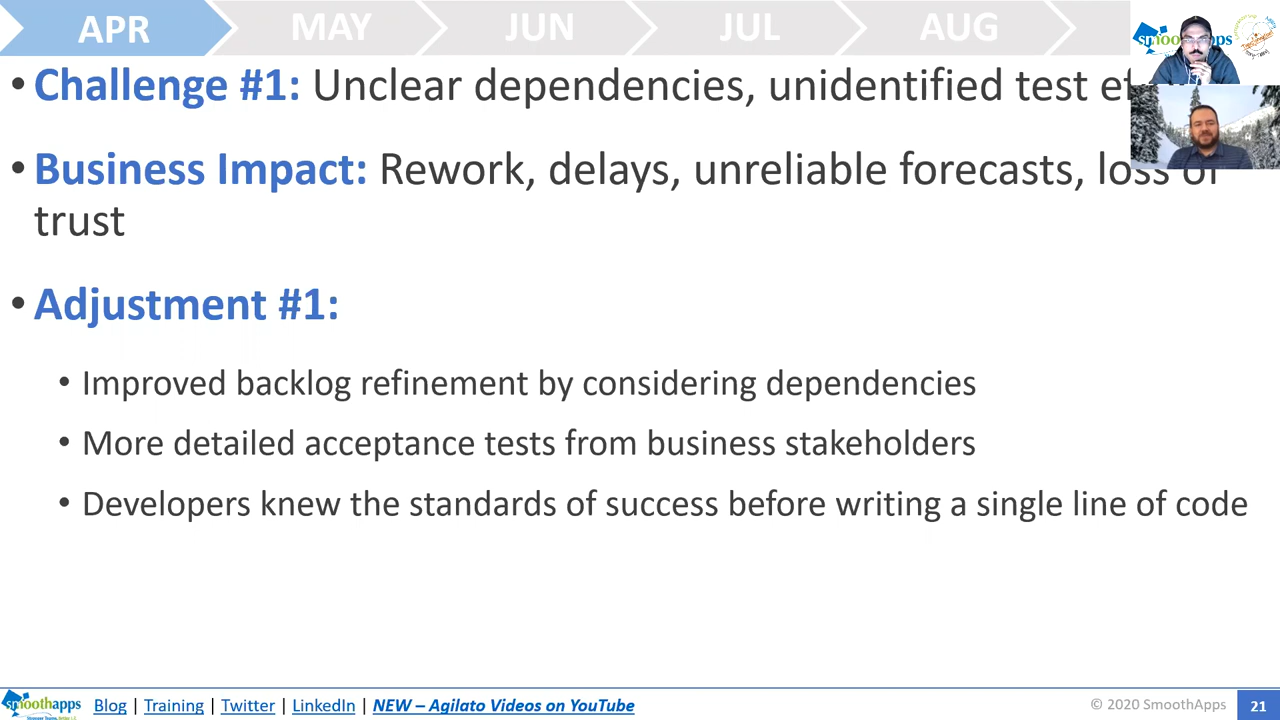 APR
MAY
JUN
JUL
AUG
smoothapps
• Challenge #1: Unclear dependencies, unidentified test
• Business Impact: Rework, delays, unreliable forecasts, loss of
trust
• Adjustment #1:
• Improved backlog refinement by considering dependencies
• More detailed acceptance tests from business stakeholders
• Developers knew the standards of success before writing a single line of code
smoothapps
Blog | Training | Twitter | LinkedIn | NEW – Agilato Videos on YouTube
© 2020 SmoothApps
21